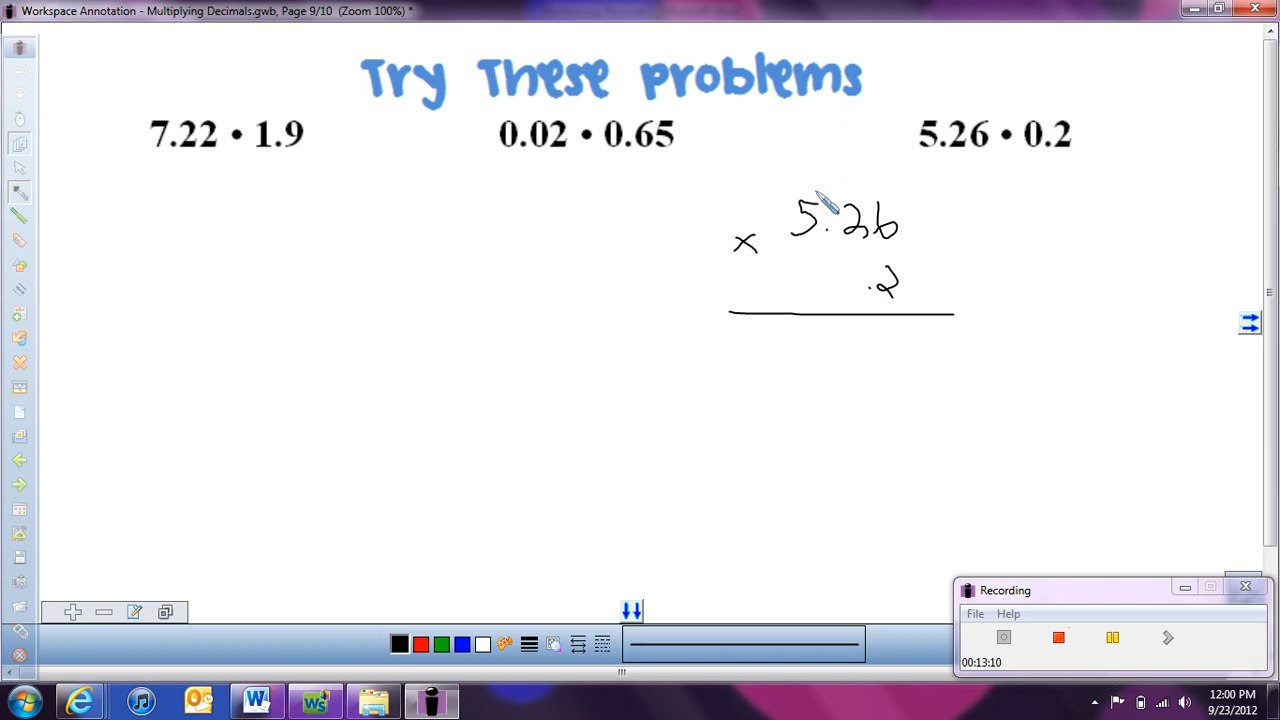 Workspace Annotation - Multiplying Decimals.gwb, Page 9/10 (Zoom 100%) *
Try These problems
7.22 • 1.9 0.02 • 0.65 5.26 • 0.2
5.26
x
.2
Recording
File Help
00:13:10
12:00 PM
9/23/2012